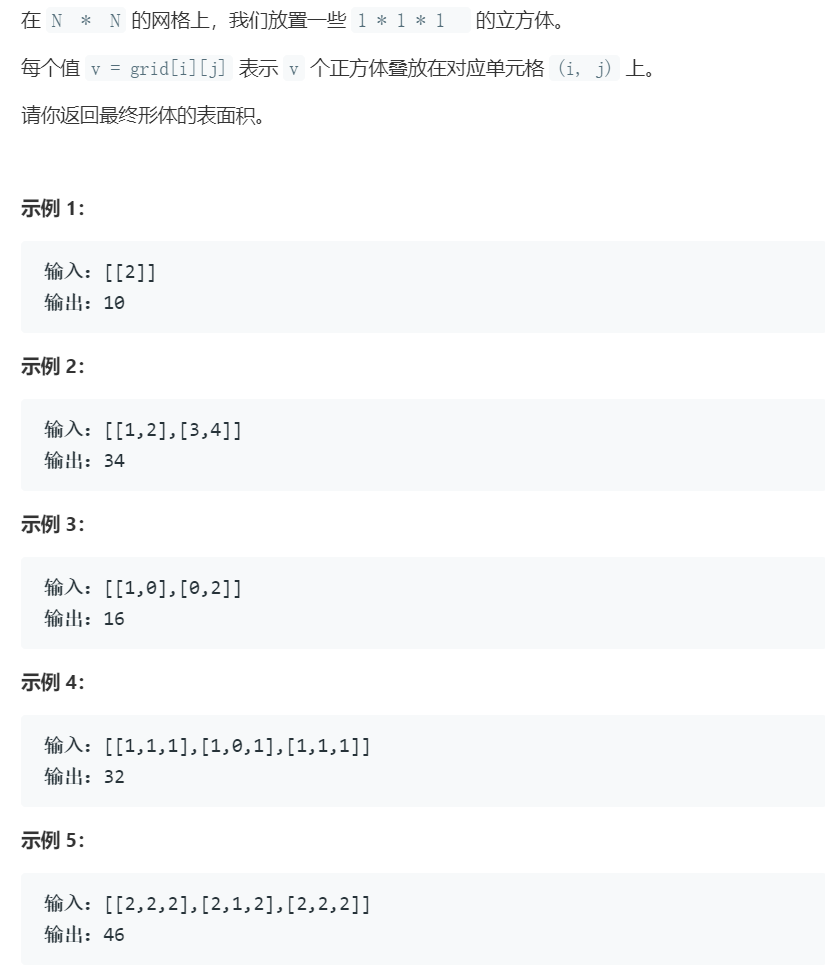 在 N * N 的网格上，我们放置一些 1 * 1 * 1 的立方体。
每个值 v = grid[i][j] 表示 v 个正方体叠放在对应单元格 (i, j) 上。
请你返回最终形体的表面积。
示例 1：
输入：[[2]]
输出：10
示例 2：
输入：[[1,2],[3,4]]
输出：34
示例 3：
输入：[[1,0],[0,2]]
输出：16
示例 4：
输入：[[1,1,1],[1,0,1],[1,1,1]]
输出：32
示例 5：
输入：[[2,2,2],[2,1,2],[2,2,2]]
输出：46